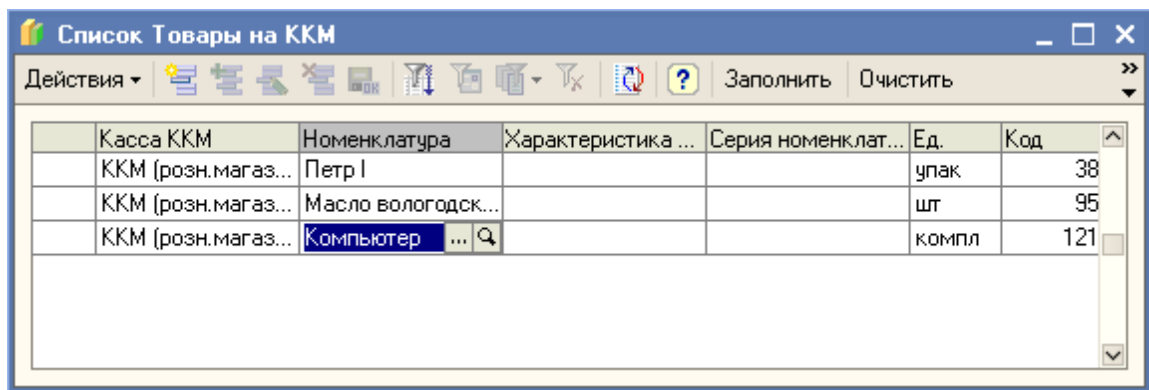 Список Товары на ККМ
Действия Заполнить Очистить
Касса ККМ Номенклатура Характеристика ... Серия номенклат... Ед. Код
ККМ (розн.магаз... Петр I упак 38
ККМ (розн.магаз... Масло вологодск... шт 95
ККМ (розн.магаз... Компьютер ... компл 121